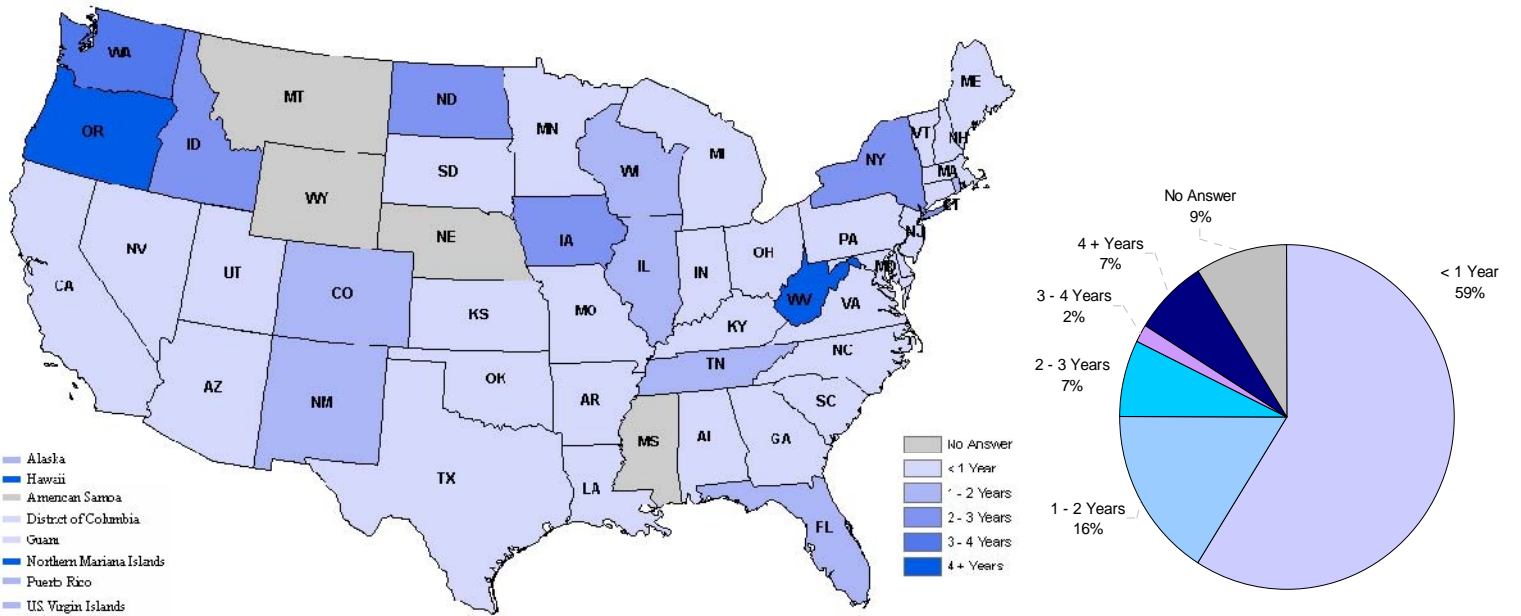 WA
MT
ND
OR
ID
MN
ME
VT
NH
MI
SD
WI
NY
MA
WY
CT
IA
NE
PA
NJ
NV
OH
UT
IL
IN
MD
CA
CO
WV
VA
KS
MO
KY
NC
TN
OK
AZ
NM
AR
SC
MS
AL
GA
TX
LA
FL
Alaska
Hawaii
American Samoa
District of Columbia
Guam
Northern Mariana Islands
Puerto Rico
U.S. Virgin Islands
No Answer
< 1 Year
1 - 2 Years
2 - 3 Years
3 - 4 Years
4 + Years
No Answer
9%
4 + Years
7%
3 - 4 Years
2%
2 - 3 Years
7%
1 - 2 Years
16%
< 1 Year
59%